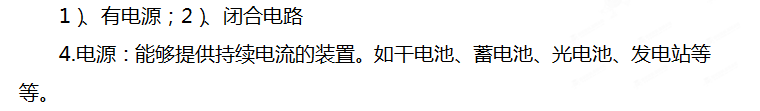 1）、有电源；2）、闭合电路
4.电源：能够提供持续电流的装置。如干电池、蓄电池、光电池、发电站等
等。